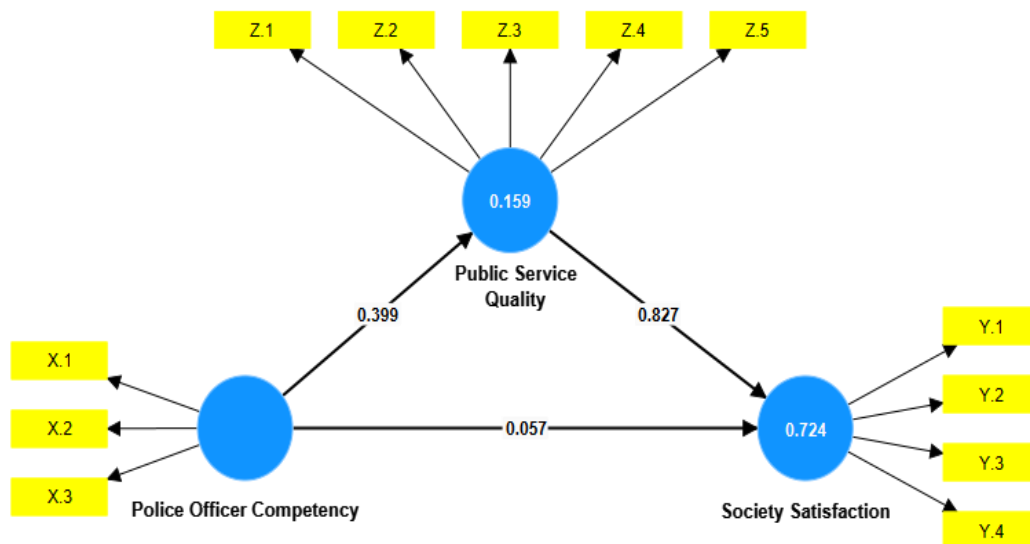 Z.1
Z.2
Z.3
Z.4
Z.5
0.159
Public Service
Quality
0.399
0.827
X.1
X.2
X.3
Police Officer Competency
0.057
0.724
Society Satisfaction
Y.1
Y.2
Y.3
Y.4